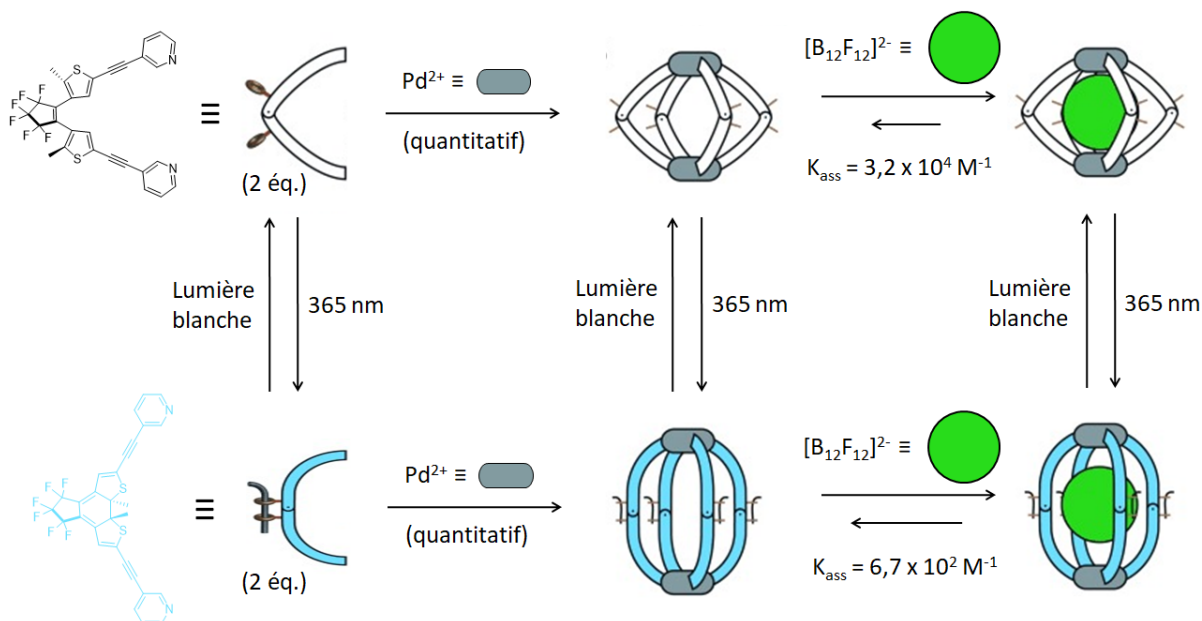 N
S
F F
F
F
F F
S
N
≡
(2 éq.)
Pd²⁺ ≡
(quantitatif)
[B₁₂F₁₂]²⁻ ≡
Kₐₛₛ = 3,2 x 10⁴ M⁻¹
Lumière
blanche
365 nm
Lumière
blanche
365 nm
Lumière
blanche
365 nm
N
F F
F
F
F F
S
S
N
≡
(2 éq.)
Pd²⁺ ≡
(quantitatif)
[B₁₂F₁₂]²⁻ ≡
Kₐₛₛ = 6,7 x 10² M⁻¹